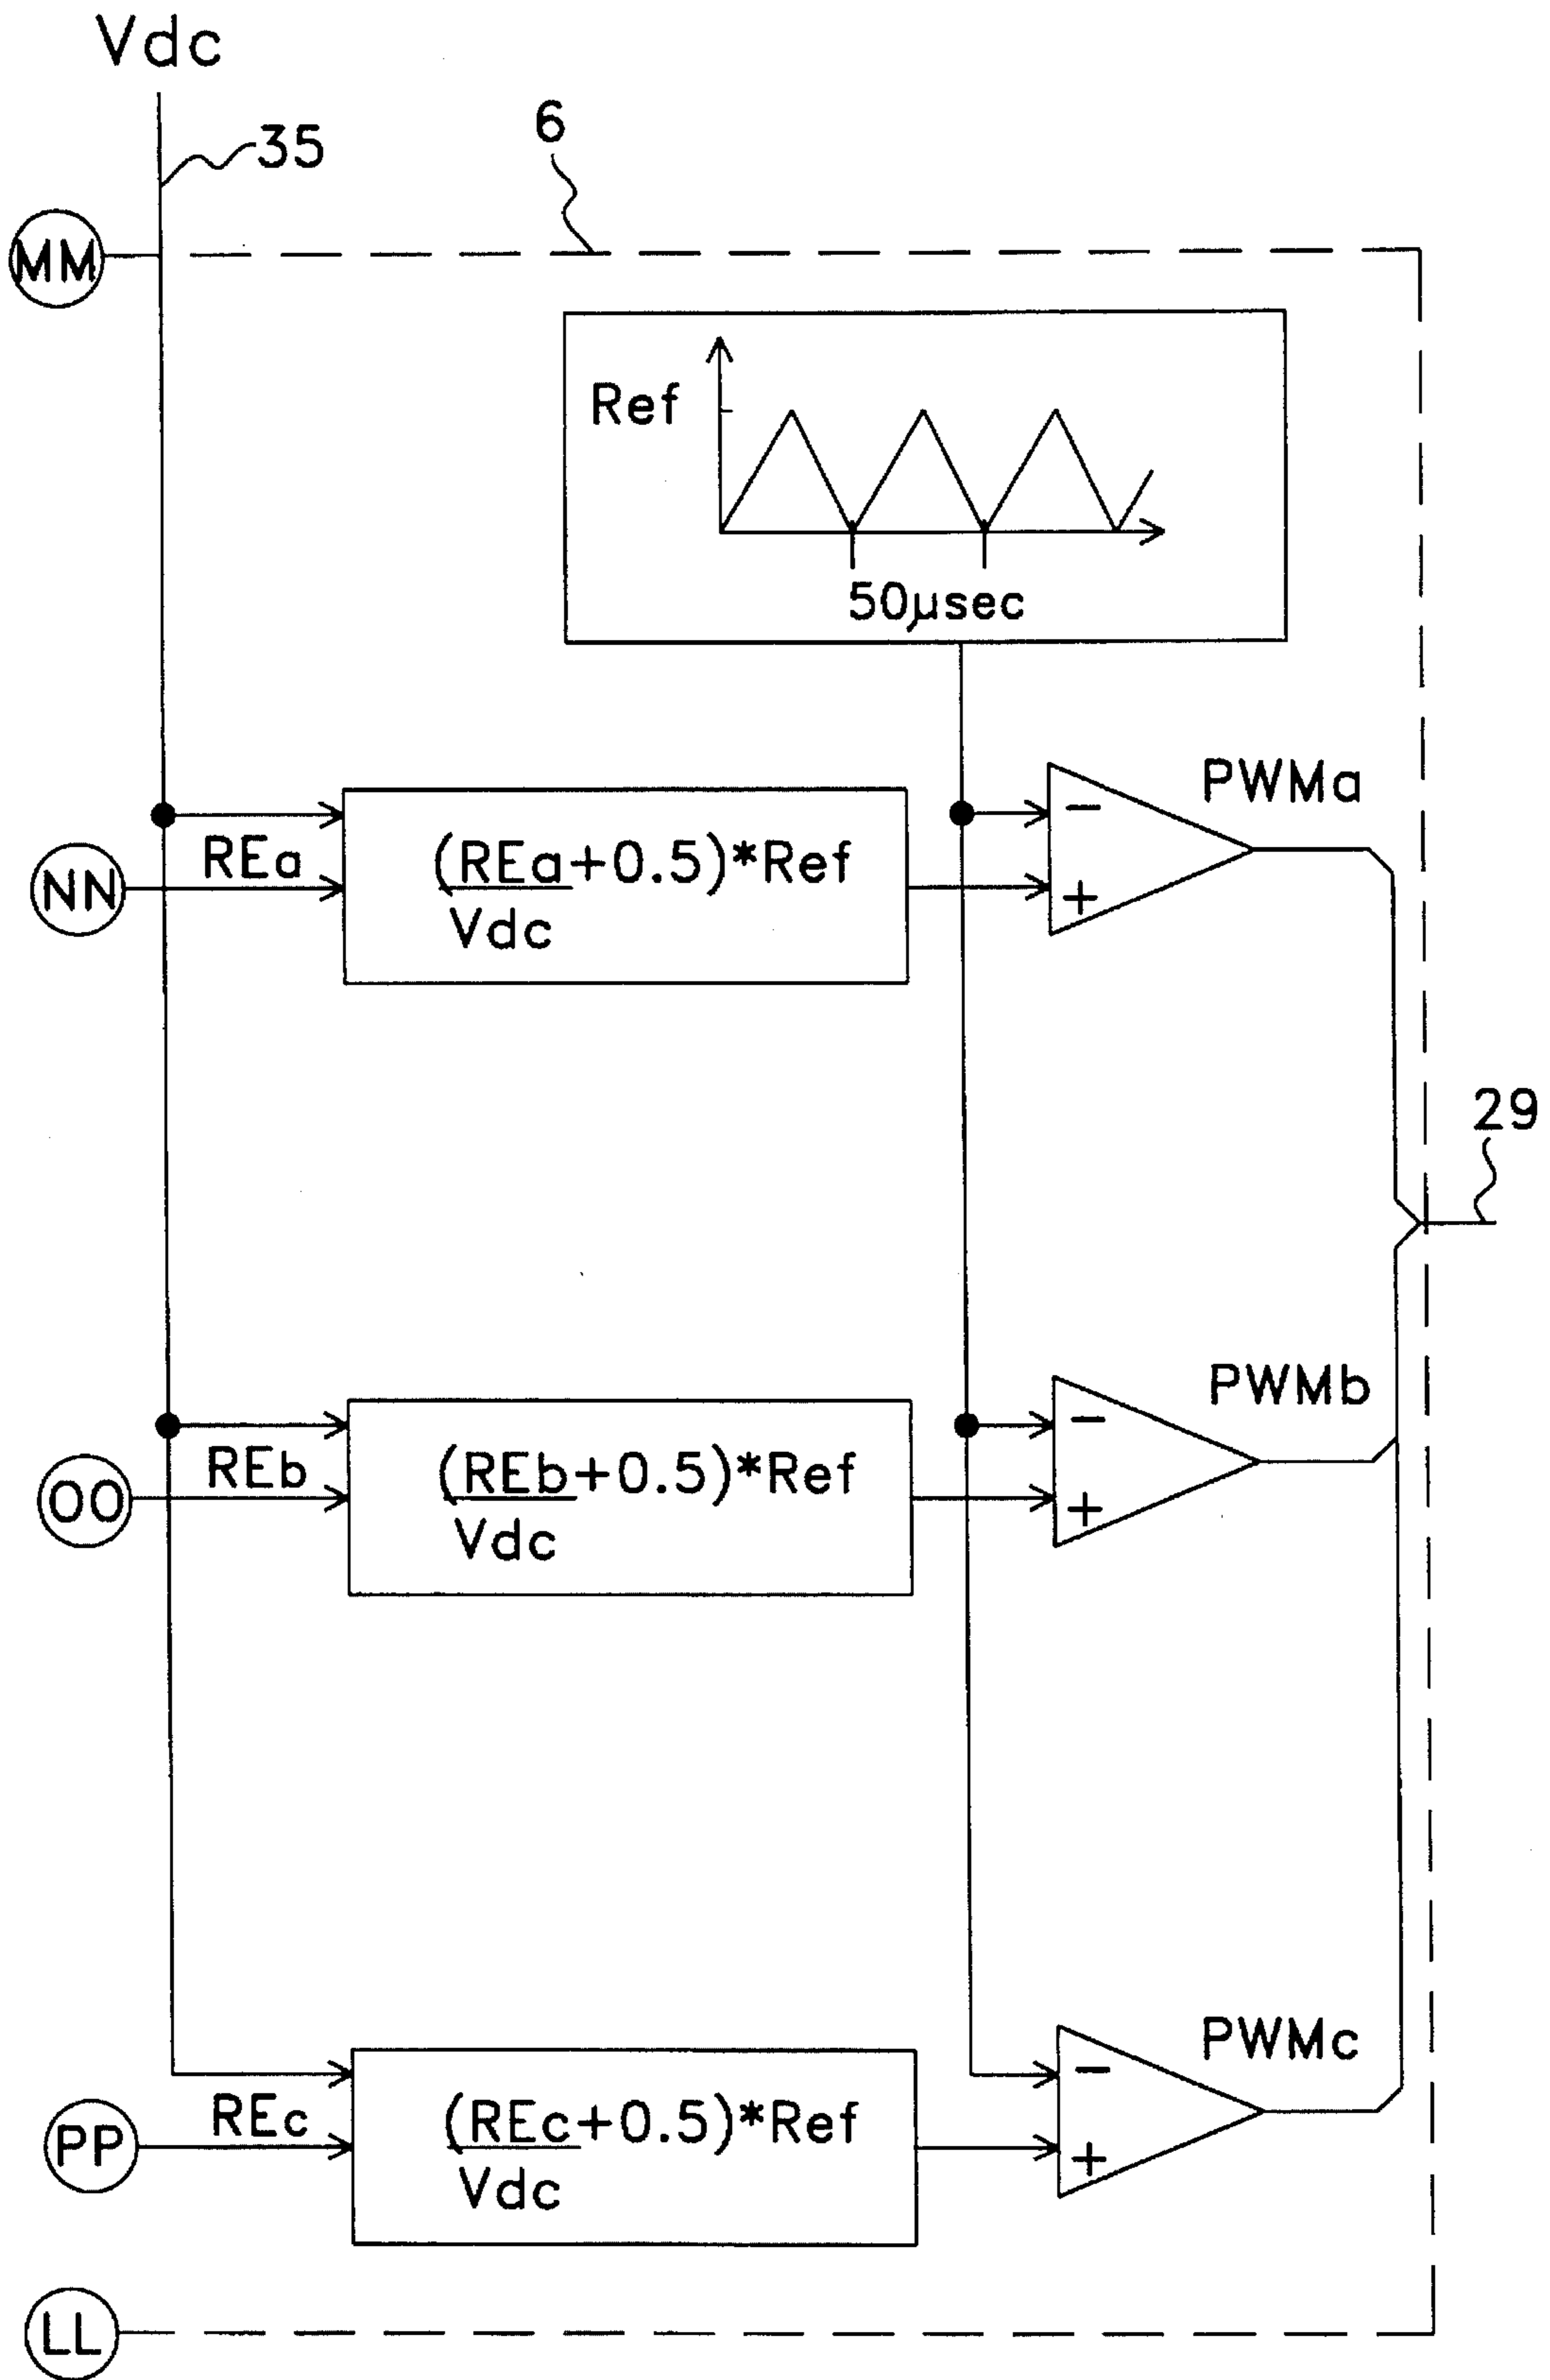 Vdc
35
6
MM
Ref
50μsec
PWMa
REa
(REa+0.5)*Ref
Vdc
NN
−
+
29
PWMb
REb
(REb+0.5)*Ref
Vdc
OO
−
+
PWMc
REc
(REc+0.5)*Ref
Vdc
PP
−
+
LL